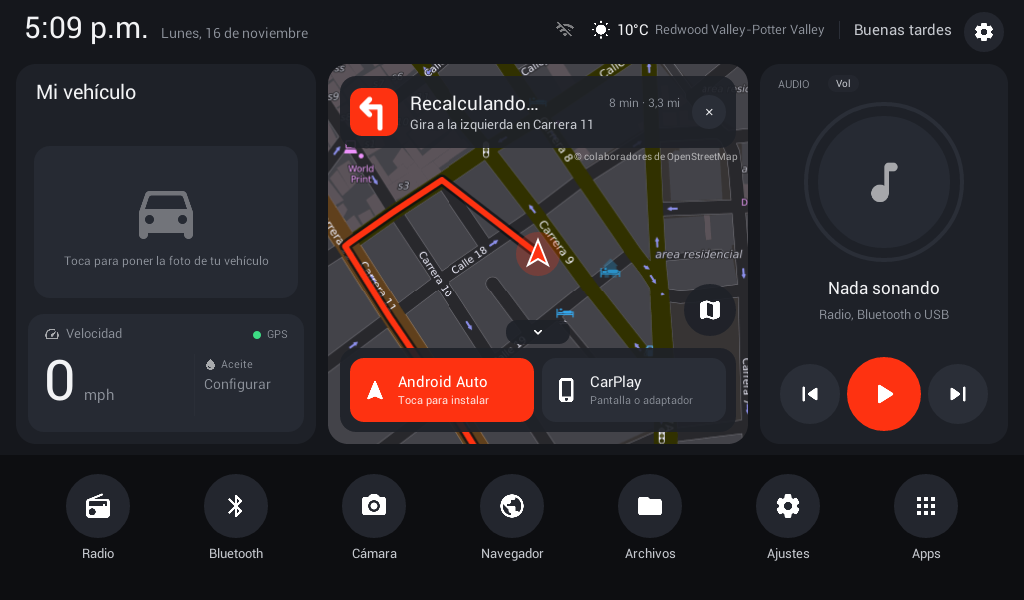 5:09 p.m.
Lunes, 16 de noviembre
10°C
Redwood Valley-Potter Valley
Buenas tardes
Mi vehículo
Toca para poner la foto de tu vehículo
Velocidad
GPS
0
mph
Aceite
Configurar
Recalculando...
8 min · 3,3 mi
×
Gira a la izquierda en Carrera 11
© colaboradores de OpenStreetMap
World
Print
s3
Carrera 9
Calle 18
Carrera 10
Carrera 11
area residencial
Android Auto
Toca para instalar
CarPlay
Pantalla o adaptador
AUDIO
Vol
Nada sonando
Radio, Bluetooth o USB
Radio
Bluetooth
Cámara
Navegador
Archivos
Ajustes
Apps